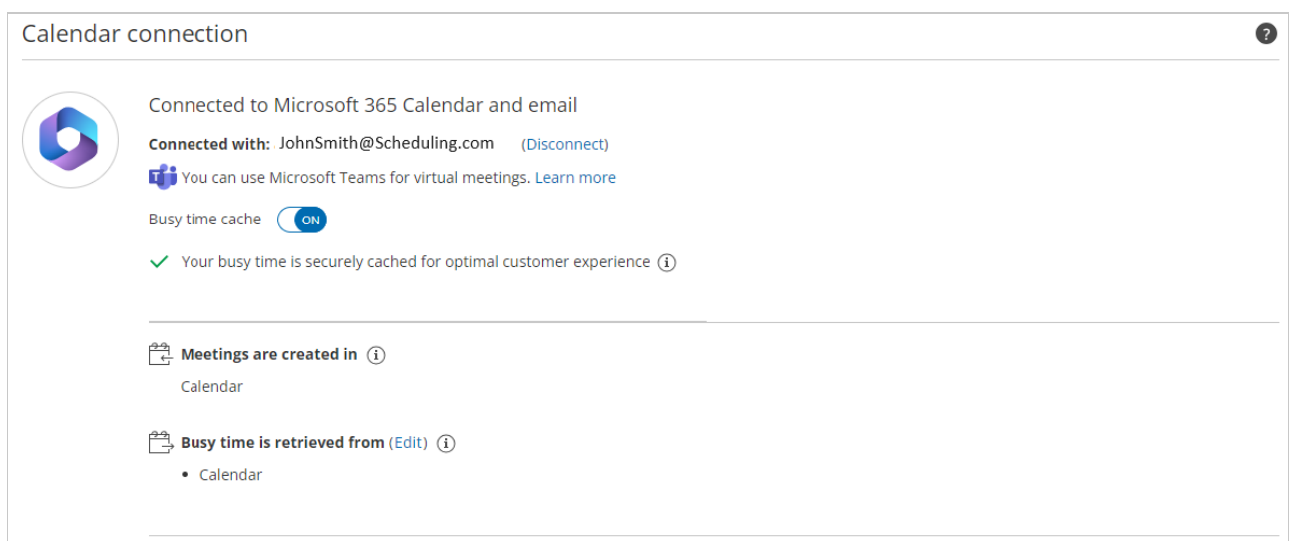 Calendar connection ?
Connected to Microsoft 365 Calendar and email
Connected with: JohnSmith@Scheduling.com (Disconnect)
You can use Microsoft Teams for virtual meetings. Learn more
Busy time cache ON
Your busy time is securely cached for optimal customer experience i
Meetings are created in i
Calendar
Busy time is retrieved from (Edit) i
• Calendar